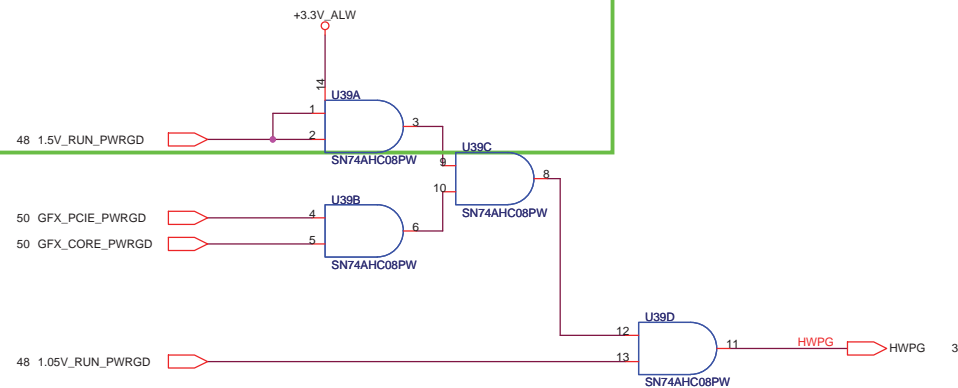 +3.3V_ALW
14
U39A
1
3
2
48 1.5V_RUN_PWRGD
SN74AHC08PW
U39C
9
8
10
SN74AHC08PW
U39B
50 GFX_PCIE_PWRGD
4
6
50 GFX_CORE_PWRGD
5
SN74AHC08PW
U39D
12
11
HWPG
HWPG 3
48 1.05V_RUN_PWRGD
13
SN74AHC08PW